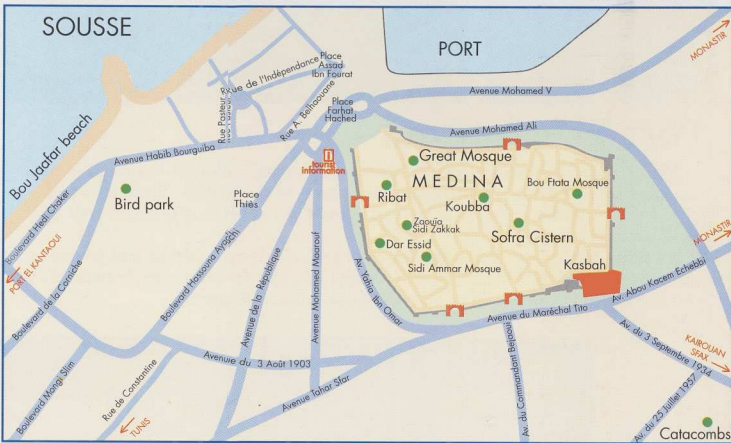 SOUSSE
PORT
MONASTIR
Place
Assad
Ibn Fourat
Rue de l'Indépendance
Rue Pasteur
Rue A. Belhaouane
Place
Farhat
Hached
Avenue Mohamed V
Avenue Mohamed Ali
Bou Jaafar beach
Avenue Habib Bourguiba
i
tourist
information
Great Mosque
MEDINA
Bou Ftata Mosque
Ribat
Koubba
Bird park
Place
Thiès
Zaouïa
Sidi Zakkak
Sofra Cistern
Dar Essid
Sidi Ammar Mosque
Kasbah
MONASTIR
Boulevard Hedi Chaker
PORT EL KANTAOUI
Boulevard de la Corniche
Boulevard Hassouna Ayachi
Avenue de la République
Avenue Mohamed Maarouf
Av. Yahia Ibn Omar
Av. Abou Kacem Echebbi
Avenue du Maréchal Tito
Av. du 3 Septembre 1934
KAIROUAN
SFAX
Avenue du 3 Août 1903
Boulevard Mongi Slim
Rue de Constantine
TUNIS
Avenue Tahar Sfar
Av. du Commandant Bejaoui
Av. du 25 Juillet 1957
Catacombs